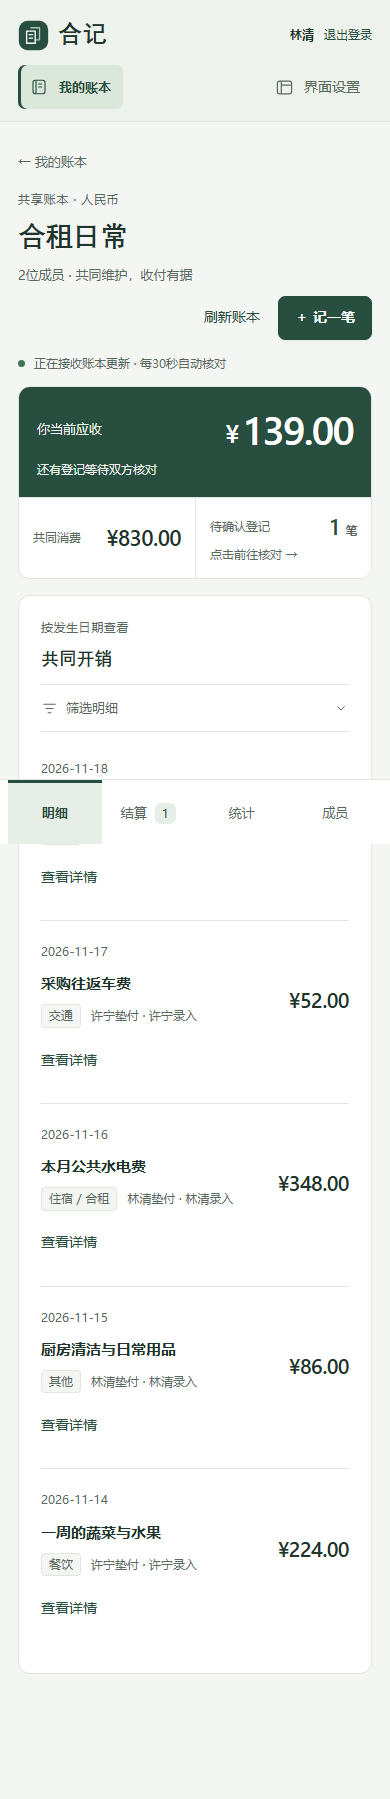 合记
林清 退出登录
我的账本 界面设置
← 我的账本
共享账本 · 人民币
合租日常
2位成员 · 共同维护，收付有据
刷新账本 + 记一笔
正在接收账本更新 · 每30秒自动核对
你当前应收 ¥139.00
还有登记等待双方核对
共同消费 ¥830.00
待确认登记 1 笔
点击前往核对 →
按发生日期查看
共同开销
筛选明细
2026-11-18
明细 结算 1 统计 成员
查看详情
2026-11-17
采购往返车费 ¥52.00
交通 许宁垫付 · 许宁录入
查看详情
2026-11-16
本月公共水电费 ¥348.00
住宿 / 合租 林清垫付 · 林清录入
查看详情
2026-11-15
厨房清洁与日常用品 ¥86.00
其他 林清垫付 · 林清录入
查看详情
2026-11-14
一周的蔬菜与水果 ¥224.00
餐饮 许宁垫付 · 许宁录入
查看详情